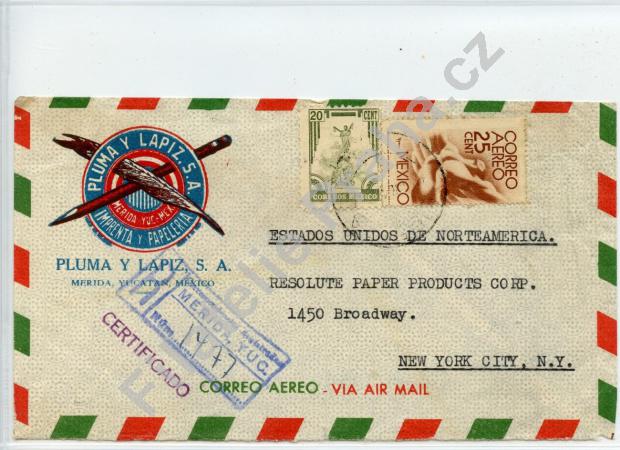 PLUMA Y LAPIZ, S. A.
MERIDA YUC-MEX
IMPRENTA Y PAPELERIA
PLUMA Y LAPIZ, S. A.
MERIDA, YUCATAN, MEXICO
20 CENT
CORREOS MEXICO
CORREO
AEREO
25
CENT
MEXICO
ESTADOS UNIDOS DE NORTEAMERICA.
RESOLUTE PAPER PRODUCTS CORP.
1450 Broadway.
NEW YORK CITY, N.Y.
MERIDA, YUC.
NUM. 1477
CERTIFICADO
CORREO AEREO - VIA AIR MAIL